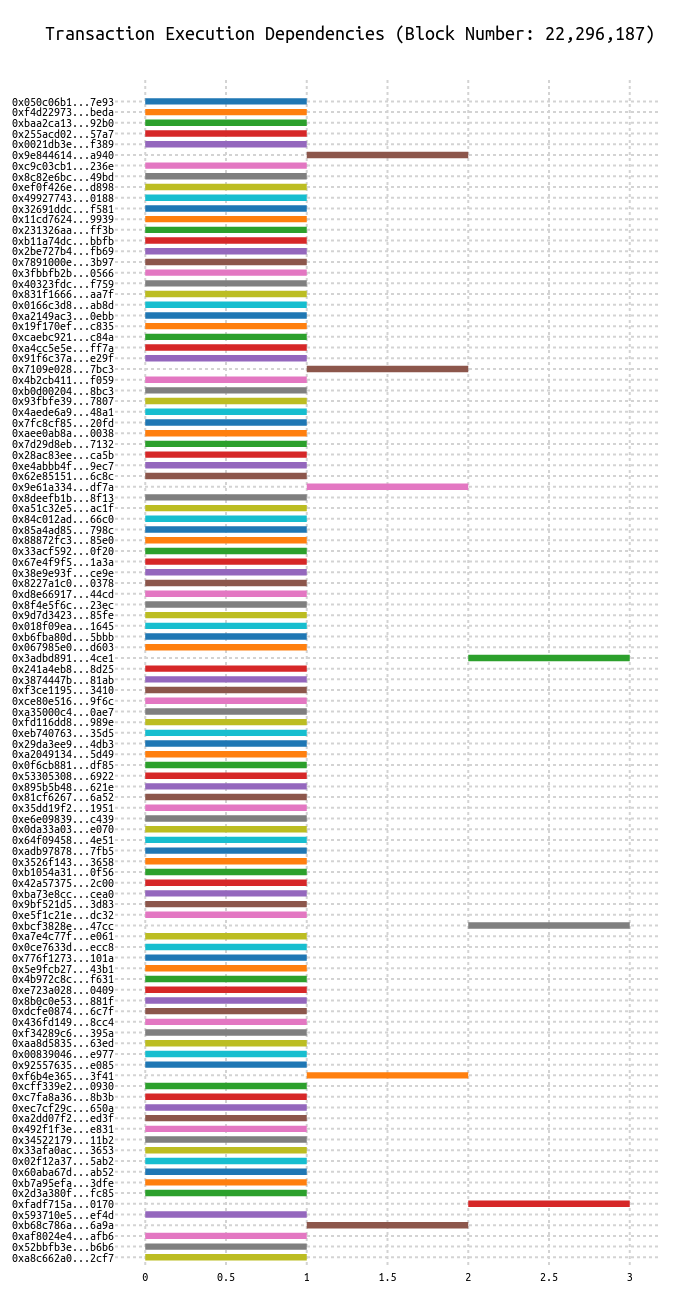 Transaction Execution Dependencies (Block Number: 22,296,187)
0x050c06b1...7e93
0xf4d22973...beda
0xbaa2ca13...92b0
0x255acd02...57a7
0x0021db3e...f389
0x9e844614...a940
0xc9c03cb1...236e
0x8c82e6bc...49bd
0xef0f426e...d898
0x49927743...0188
0x32691ddc...f581
0x11cd7624...9939
0x231326aa...ff3b
0xb11a74dc...bbfb
0x2be727b4...fb69
0x7891000e...3b97
0x3fbbfb2b...0566
0x40323fdc...f759
0x831f1666...aa7f
0x0166c3d8...ab8d
0xa2149ac3...0ebb
0x19f170ef...c835
0xcaebc921...c84a
0xa4cc5e5e...ff7a
0x91f6c37a...e29f
0x7109e028...7bc3
0x4b2cb411...f059
0xb0d00204...8bc3
0x93fbfe39...7807
0x4aede6a9...48a1
0x7fc8cf85...20fd
0xaee0ab8a...0038
0x7d29d8eb...7132
0x28ac83ee...ca5b
0xe4abbb4f...9ec7
0x62e85151...6c8c
0x9e61a334...df7a
0x8deefb1b...8f13
0xa51c32e5...ac1f
0x84c012ad...66c0
0x85a4ad85...798c
0x88872fc3...85e0
0x33acf592...0f20
0x67e4f9f5...1a3a
0x38e9e93f...ce9e
0x8227a1c0...0378
0xd8e66917...44cd
0x8f4e5f6c...23ec
0x9d7d3423...85fe
0x018f09ea...1645
0xb6fba80d...5bbb
0x067985e0...d603
0x3adbd891...4ce1
0x241a4eb8...8d25
0x3874447b...81ab
0xf3ce1195...3410
0xce80e516...9f6c
0xa35000c4...0ae7
0xfd116dd8...989e
0xeb740763...35d5
0x29da3ee9...4db3
0xa2049134...5d49
0x0f6cb881...df85
0x53305308...6922
0x895b5b48...621e
0x81cf6267...6a52
0x35dd19f2...1951
0xe6e09839...c439
0x0da33a03...e070
0x64f09458...4e51
0xadb97878...7fb5
0x3526f143...3658
0xb1054a31...0f56
0x42a57375...2c00
0xba73e8cc...cea0
0x9bf521d5...3d83
0xe5f1c21e...dc32
0xbcf3828e...47cc
0xa7e4c77f...e061
0x0ce7633d...ecc8
0x776f1273...101a
0x5e9fcb27...43b1
0x4b972c8c...f631
0xe723a028...0409
0x8b0c0e53...881f
0xdcfe0874...6c7f
0x436fd149...8cc4
0xf34289c6...395a
0xaa8d5835...63ed
0x00839046...e977
0x92557635...e085
0xf6b4e365...3f41
0xcff339e2...0930
0xc7fa8a36...8b3b
0xec7cf29c...650a
0xa2dd07f2...ed3f
0x492f1f3e...e831
0x34522179...11b2
0x33afa0ac...3653
0x02f12a37...5ab2
0x60aba67d...ab52
0xb7a95efa...3dfe
0x2d3a380f...fc85
0xfadf715a...0170
0x593710e5...ef4d
0xb68c786a...6a9a
0xaf8024e4...afb6
0x52bbfb3e...b6b6
0xa8c662a0...2cf7
0 0.5 1 1.5 2 2.5 3